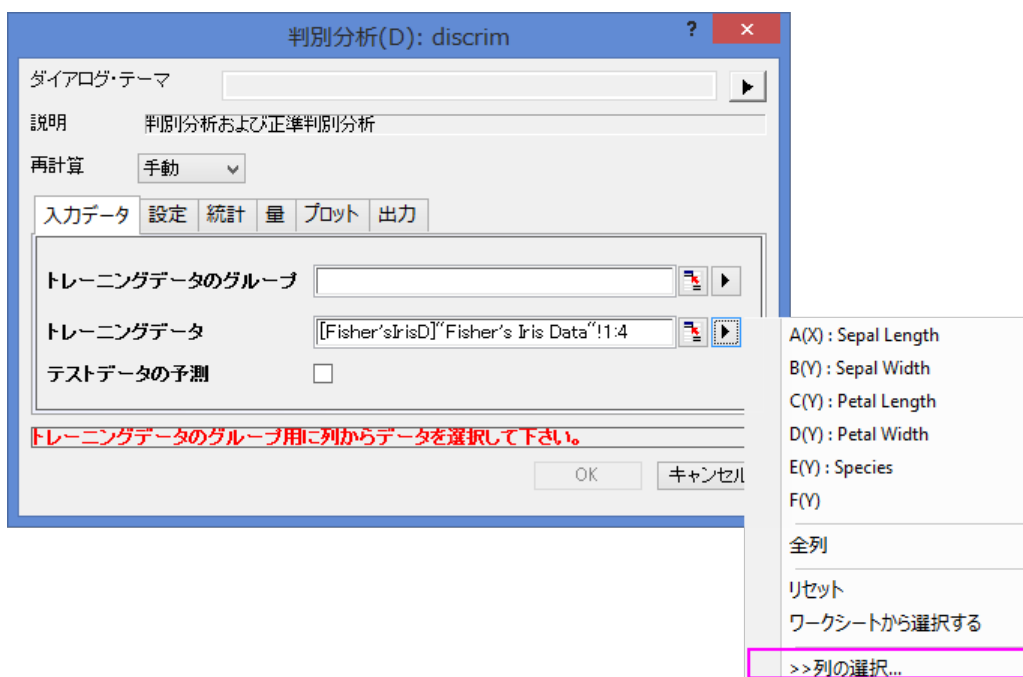 判別分析(D): discrim
?
×
ダイアログ・テーマ
説明 判別分析および正準判別分析
再計算 手動
入力データ 設定 統計 量 プロット 出力
トレーニングデータのグループ
トレーニングデータ [Fisher'sIrisD]"Fisher's Iris Data"!1:4
テストデータの予測
トレーニングデータのグループ用に列からデータを選択して下さい。
OK キャンセル
A(X) : Sepal Length
B(Y) : Sepal Width
C(Y) : Petal Length
D(Y) : Petal Width
E(Y) : Species
F(Y)
全列
リセット
ワークシートから選択する
>>列の選択...